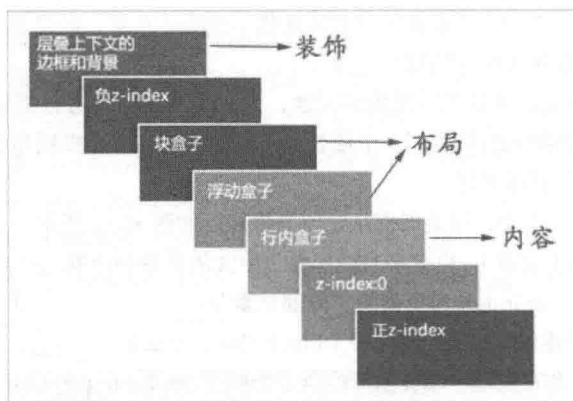 层叠上下文的
边框和背景
装饰
负z-index
块盒子
布局
浮动盒子
行内盒子
内容
z-index:0
正z-index